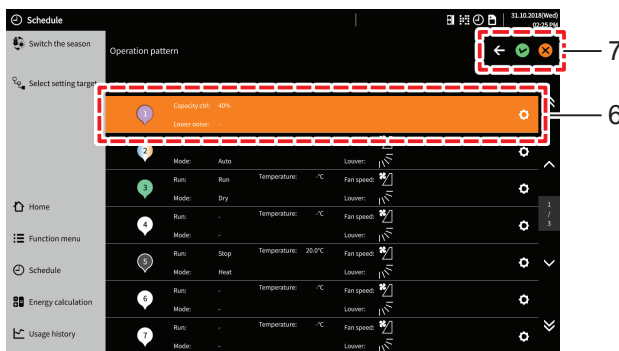 Schedule
31.10.2018(Wed)
02:25 PM
Switch the season
Operation pattern
7
Select setting target
1
Capacity ctrl: 40%
Lower noise: -
6
2
Mode: Auto Louver:
3
Run: Run Temperature: -°C Fan speed:
Mode: Dry Louver:
Home
4
Run: - Temperature: -°C Fan speed:
Mode: - Louver:
1
/
3
Function menu
5
Run: Stop Temperature: 20.0°C Fan speed:
Mode: Heat Louver:
Schedule
6
Run: - Temperature: -°C Fan speed:
Mode: - Louver:
Energy calculation
7
Run: - Temperature: -°C Fan speed:
Mode: - Louver:
Usage history